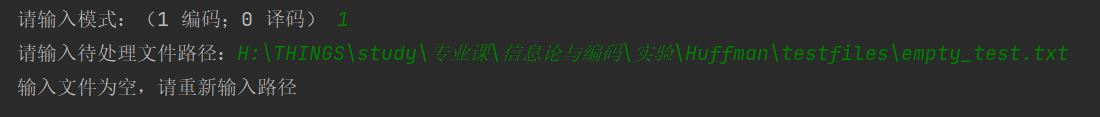 请输入模式：（1 编码；0 译码） 1
请输入待处理文件路径：H:\THINGS\study\专业课\信息论与编码\实验\Huffman\testfiles\empty_test.txt
输入文件为空，请重新输入路径